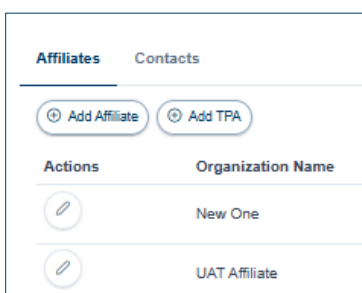 Affiliates Contacts
Add Affiliate Add TPA
Actions Organization Name
New One
UAT Affiliate